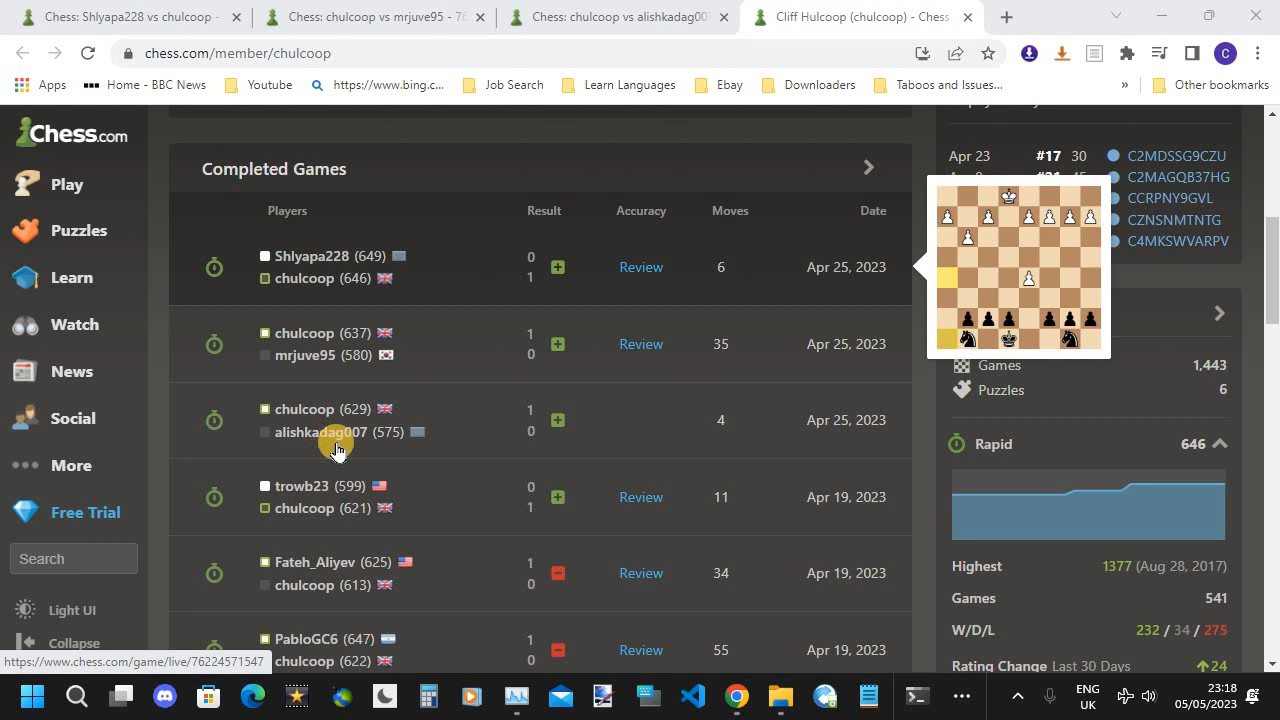 Chess: Shlyapa228 vs chulcoop -
Chess: chulcoop vs mrjuve95 - 76
Chess: chulcoop vs alishkadag00
Cliff Hulcoop (chulcoop) - Chess
chess.com/member/chulcoop
C
Apps
Home - BBC News
Youtube
https://www.bing.c...
Job Search
Learn Languages
Ebay
Downloaders
Taboos and Issues...
»
Other bookmarks
Chess.com
Play
Puzzles
Learn
Watch
News
Social
More
Free Trial
Search
Light UI
Collapse
Completed Games
Players Result Accuracy Moves Date
Shlyapa228 (649) 0
chulcoop (646) 1
Review 6 Apr 25, 2023
chulcoop (637) 1
mrjuve95 (580) 0
Review 35 Apr 25, 2023
chulcoop (629) 1
alishkadag007 (575) 0
4 Apr 25, 2023
trowb23 (599) 0
chulcoop (621) 1
Review 11 Apr 19, 2023
Fateh_Aliyev (625) 1
chulcoop (613) 0
Review 34 Apr 19, 2023
PabloGC6 (647) 1
chulcoop (622) 0
Review 55 Apr 19, 2023
Apr 23 #17 30 C2MDSSG9CZU
C2MAGQB37HG
CCRPNY9GVL
CZNSNMTNTG
C4MKSWVARPV
Games 1,443
Puzzles 6
Rapid 646
Highest 1377 (Aug 28, 2017)
Games 541
W/D/L 232 / 34 / 275
Rating Change Last 30 Days 24
https://www.chess.com/game/live/76224571547
ENG
UK
23:18
05/05/2023